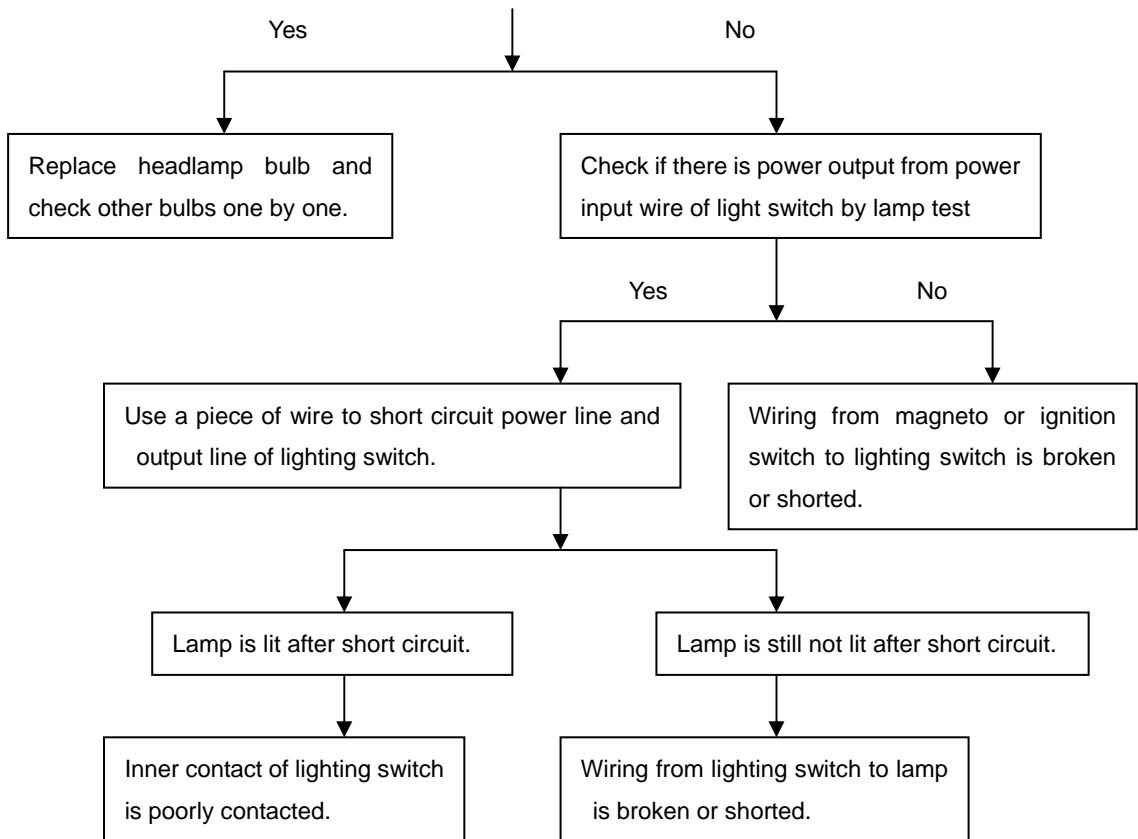 Yes
No
Replace headlamp bulb and
check other bulbs one by one.
Check if there is power output from power
input wire of light switch by lamp test
Yes
No
Use a piece of wire to short circuit power line and
output line of lighting switch.
Wiring from magneto or ignition
switch to lighting switch is broken
or shorted.
Lamp is lit after short circuit.
Lamp is still not lit after short circuit.
Inner contact of lighting switch
is poorly contacted.
Wiring from lighting switch to lamp
is broken or shorted.